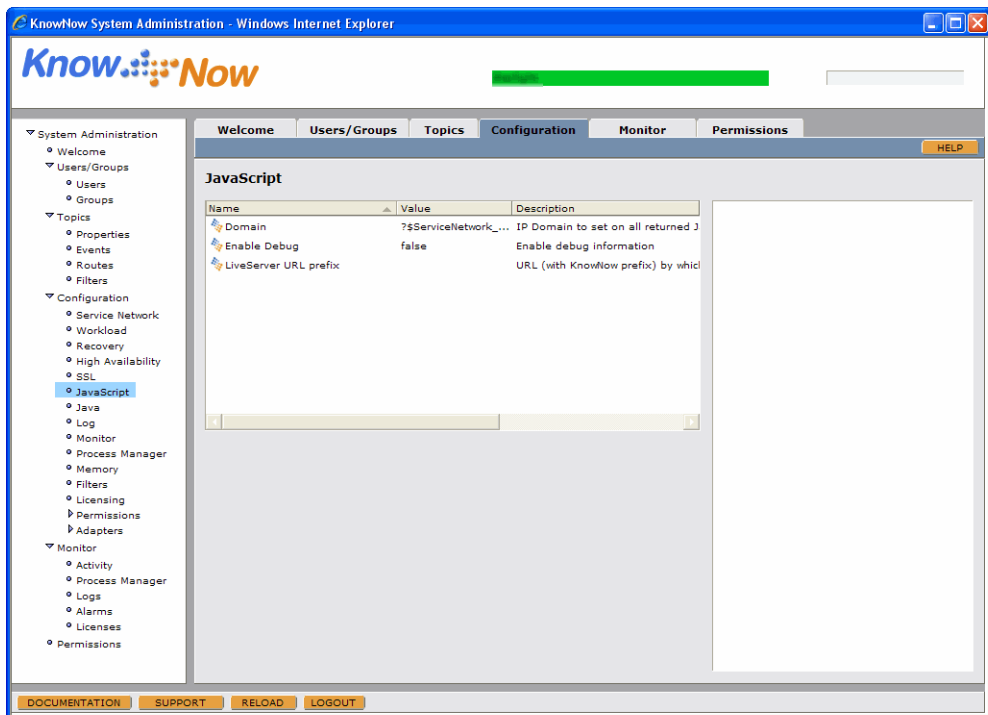 KnowNow System Administration - Windows Internet Explorer
Know Now
System Administration
Welcome
Users/Groups
Users
Groups
Topics
Properties
Events
Routes
Filters
Configuration
Service Network
Workload
Recovery
High Availability
SSL
JavaScript
Java
Log
Monitor
Process Manager
Memory
Filters
Licensing
Permissions
Adapters
Monitor
Activity
Process Manager
Logs
Alarms
Licenses
Permissions
Welcome Users/Groups Topics Configuration Monitor Permissions
HELP
JavaScript
Name Value Description
Domain ?$ServiceNetwork_... IP Domain to set on all returned J
Enable Debug false Enable debug information
LiveServer URL prefix URL (with KnowNow prefix) by whicl
DOCUMENTATION SUPPORT RELOAD LOGOUT